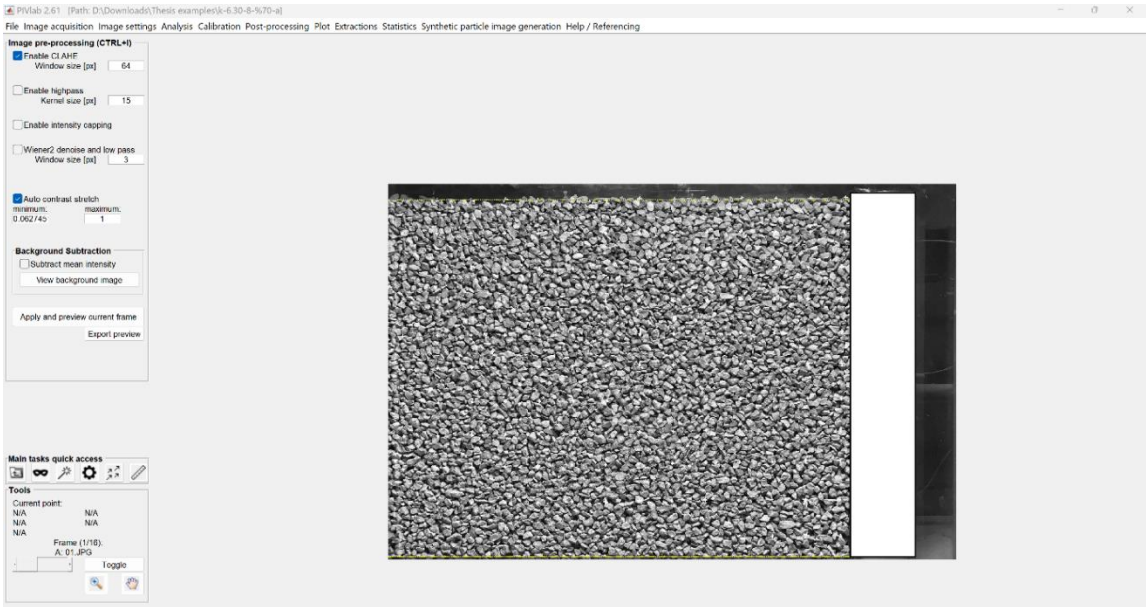 PIVlab 2.61   [Path: D:\Downloads\Thesis examples\k-6.30-8-%70-a]
File Image acquisition Image settings Analysis Calibration Post-processing Plot Extractions Statistics Synthetic particle image generation Help / Referencing
Image pre-processing (CTRL+I)
Enable CLAHE
Window size [px] 64
Enable highpass
Kernel size [px] 15
Enable intensity capping
Wiener2 denoise and low pass
Window size [px] 3
Auto contrast stretch
minimum: maximum:
0.062745 1
Background Subtraction
Subtract mean intensity
View background image
Apply and preview current frame
Export preview
Main tasks quick access
Tools
Current point:
N/A N/A
N/A N/A
N/A
Frame (1/16):
A: 01.JPG
Toggle